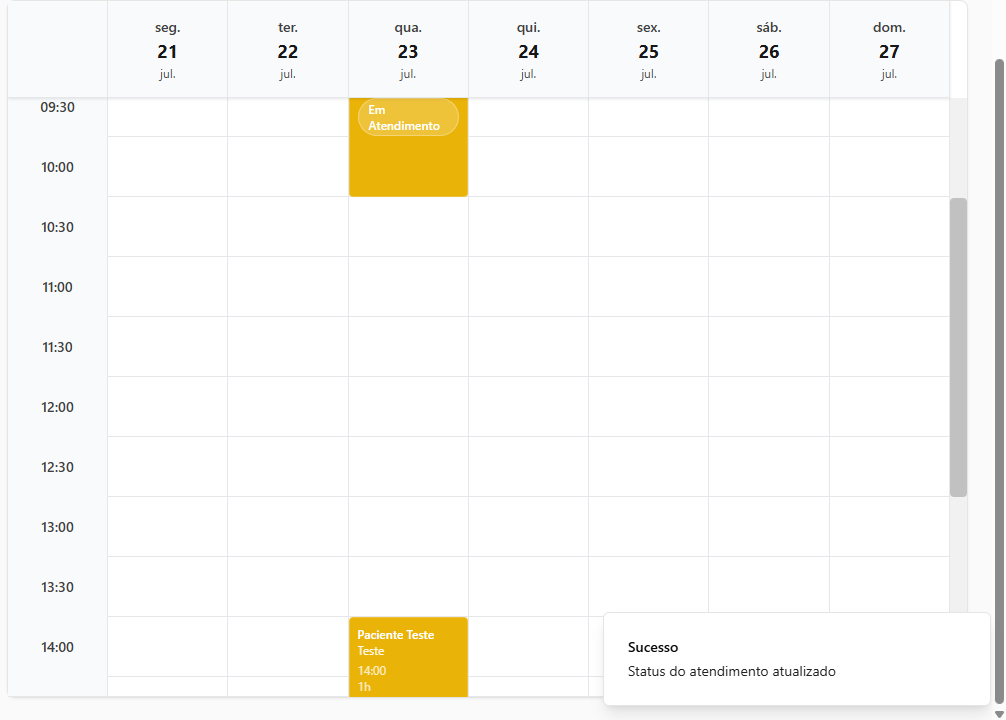 seg. ter. qua. qui. sex. sáb. dom.
21 22 23 24 25 26 27
jul. jul. jul. jul. jul. jul. jul.
09:30
Em
Atendimento
10:00
10:30
11:00
11:30
12:00
12:30
13:00
13:30
14:00
Paciente Teste
Teste
14:00
1h
Sucesso
Status do atendimento atualizado